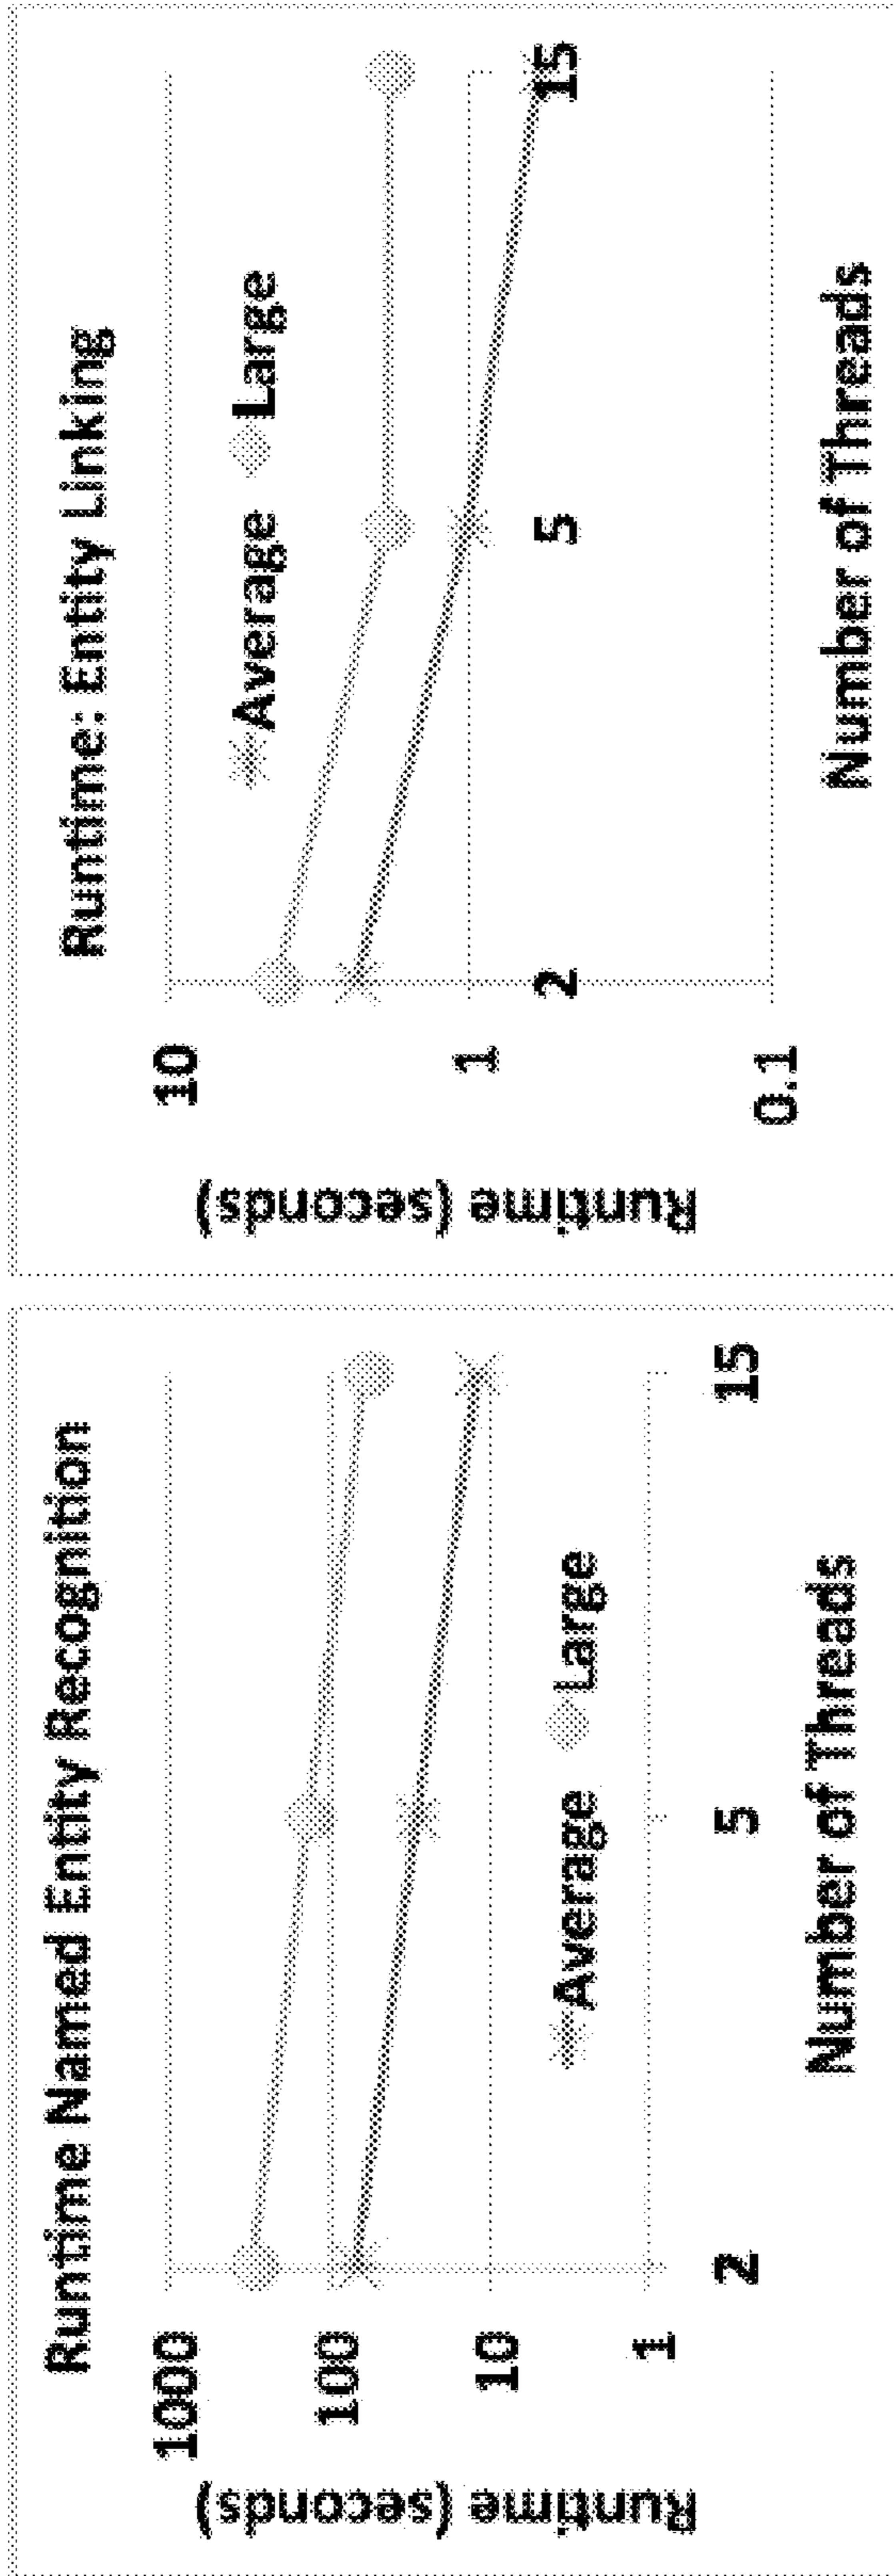 Runtime Named Entity Recognition
Runtime (seconds)
1000
100
10
1
Average Large
2 5 15
Number of Threads
Runtime: Entity Linking
Runtime (seconds)
10
1
0.1
Average Large
2 5 15
Number of Threads